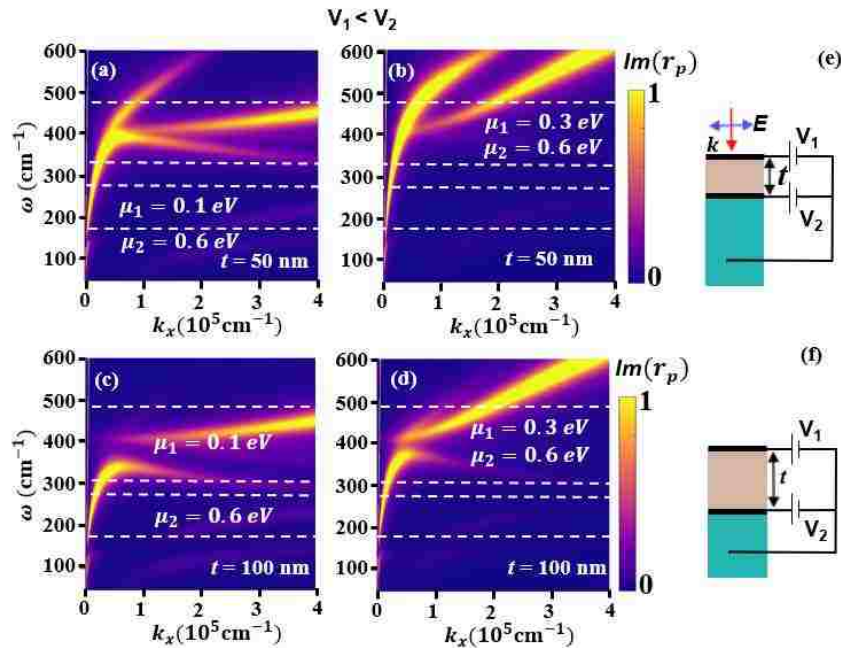 V₁ < V₂
(a)
600
500
400
300
200
100
ω (cm⁻¹)
μ₁ = 0.1 eV
μ₂ = 0.6 eV
t = 50 nm
0 1 2 3 4
kₓ(10⁵cm⁻¹)
(b)
600
500
400
300
200
100
μ₁ = 0.3 eV
μ₂ = 0.6 eV
t = 50 nm
0 1 2 3 4
kₓ(10⁵cm⁻¹)
Im(rₚ)
1
0
(e)
k
E
V₁
t
V₂
(c)
600
500
400
300
200
100
ω (cm⁻¹)
μ₁ = 0.1 eV
μ₂ = 0.6 eV
t = 100 nm
0 1 2 3 4
kₓ(10⁵cm⁻¹)
(d)
600
500
400
300
200
100
μ₁ = 0.3 eV
μ₂ = 0.6 eV
t = 100 nm
0 1 2 3 4
kₓ(10⁵cm⁻¹)
Im(rₚ)
1
0
(f)
V₁
t
V₂